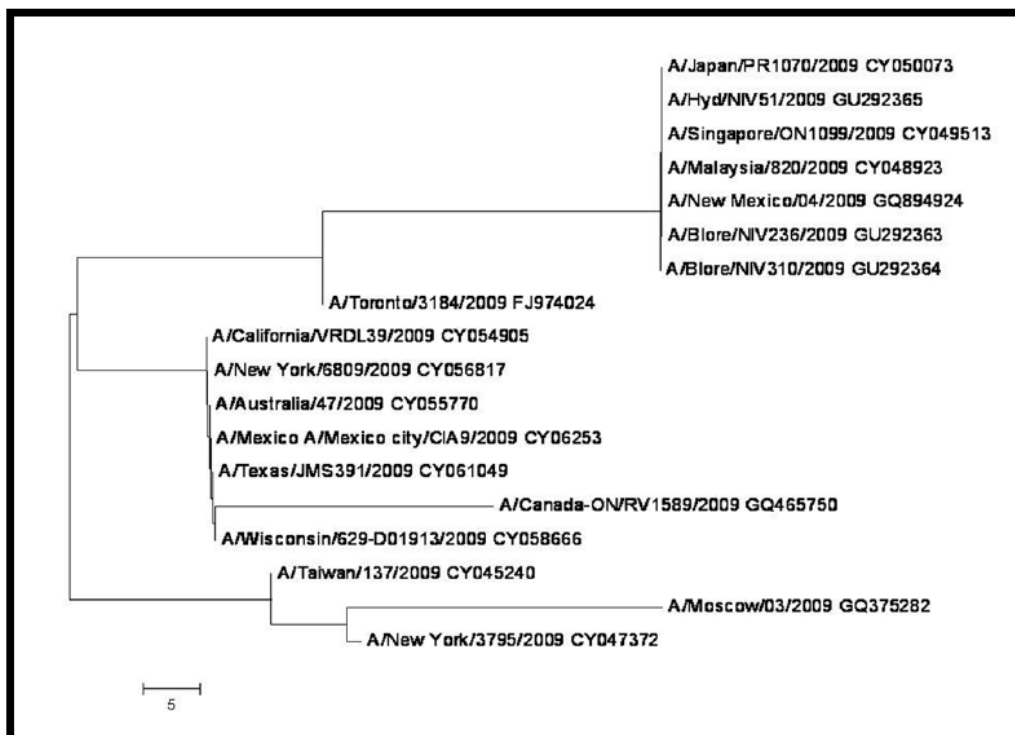 A/Japan/PR1070/2009 CY050073
A/Hyd/NIV51/2009 GU292365
A/Singapore/ON1099/2009 CY049513
A/Malaysia/820/2009 CY048923
A/New Mexico/04/2009 GQ894924
A/Blore/NIV236/2009 GU292363
A/Blore/NIV310/2009 GU292364
A/Toronto/3184/2009 FJ974024
A/California/VRDL39/2009 CY054905
A/New York/6809/2009 CY056817
A/Australia/47/2009 CY055770
A/Mexico A/Mexico city/CIA9/2009 CY06253
A/Texas/JMS391/2009 CY061049
A/Canada-ON/RV1589/2009 GQ465750
A/Wisconsin/629-D01913/2009 CY058666
A/Taiwan/137/2009 CY045240
A/Moscow/03/2009 GQ375282
A/New York/3795/2009 CY047372
5